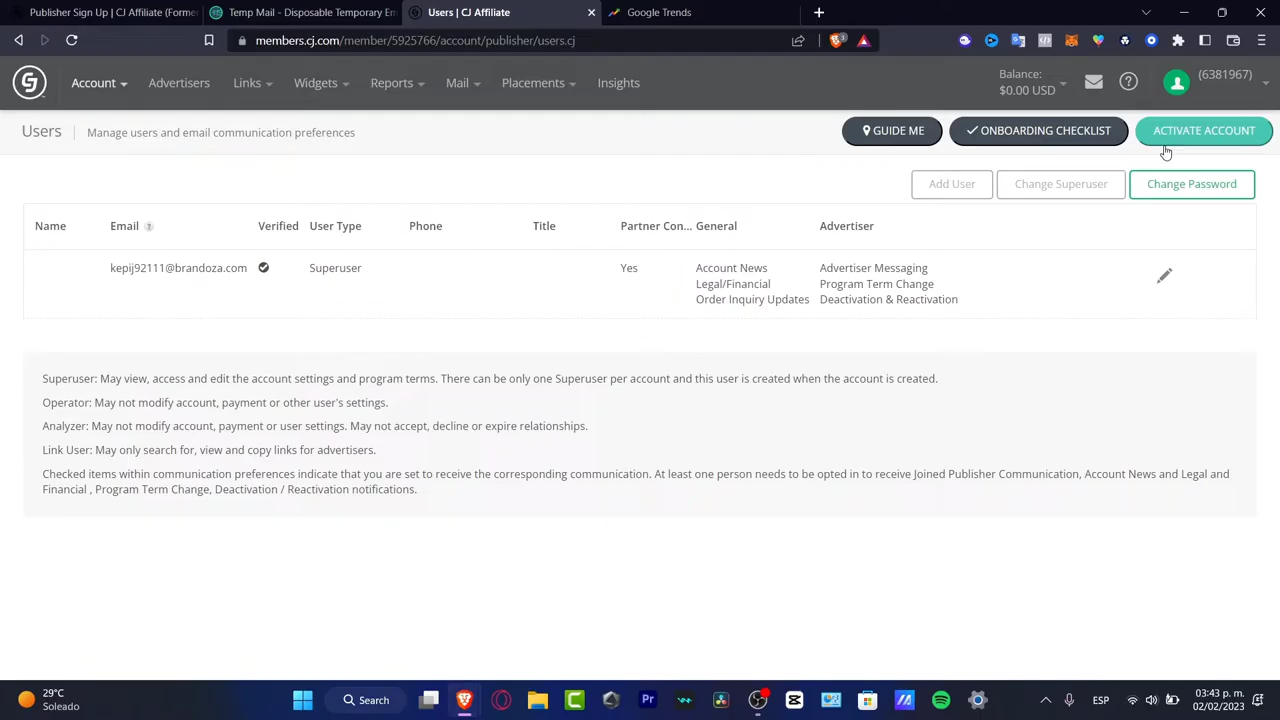 Publisher Sign Up | CJ Affiliate (Former
Temp Mail - Disposable Temporary Em
Users | CJ Affiliate
Google Trends
members.cj.com/member/5925766/account/publisher/users.cj
3
Account
Advertisers
Links
Widgets
Reports
Mail
Placements
Insights
Balance:
$0.00 USD
(6381967)
Users
Manage users and email communication preferences
GUIDE ME
ONBOARDING CHECKLIST
ACTIVATE ACCOUNT
Add User
Change Superuser
Change Password
Name Email Verified User Type Phone Title Partner Con... General Advertiser
kepij92111@brandoza.com Superuser Yes Account News Advertiser Messaging
Legal/Financial Program Term Change
Order Inquiry Updates Deactivation & Reactivation
Superuser: May view, access and edit the account settings and program terms. There can be only one Superuser per account and this user is created when the account is created.
Operator: May not modify account, payment or other user's settings.
Analyzer: May not modify account, payment or user settings. May not accept, decline or expire relationships.
Link User: May only search for, view and copy links for advertisers.
Checked items within communication preferences indicate that you are set to receive the corresponding communication. At least one person needs to be opted in to receive Joined Publisher Communication, Account News and Legal and
Financial , Program Term Change, Deactivation / Reactivation notifications.
29°C
Soleado
Search
Pr
ESP
03:43 p. m.
02/02/2023